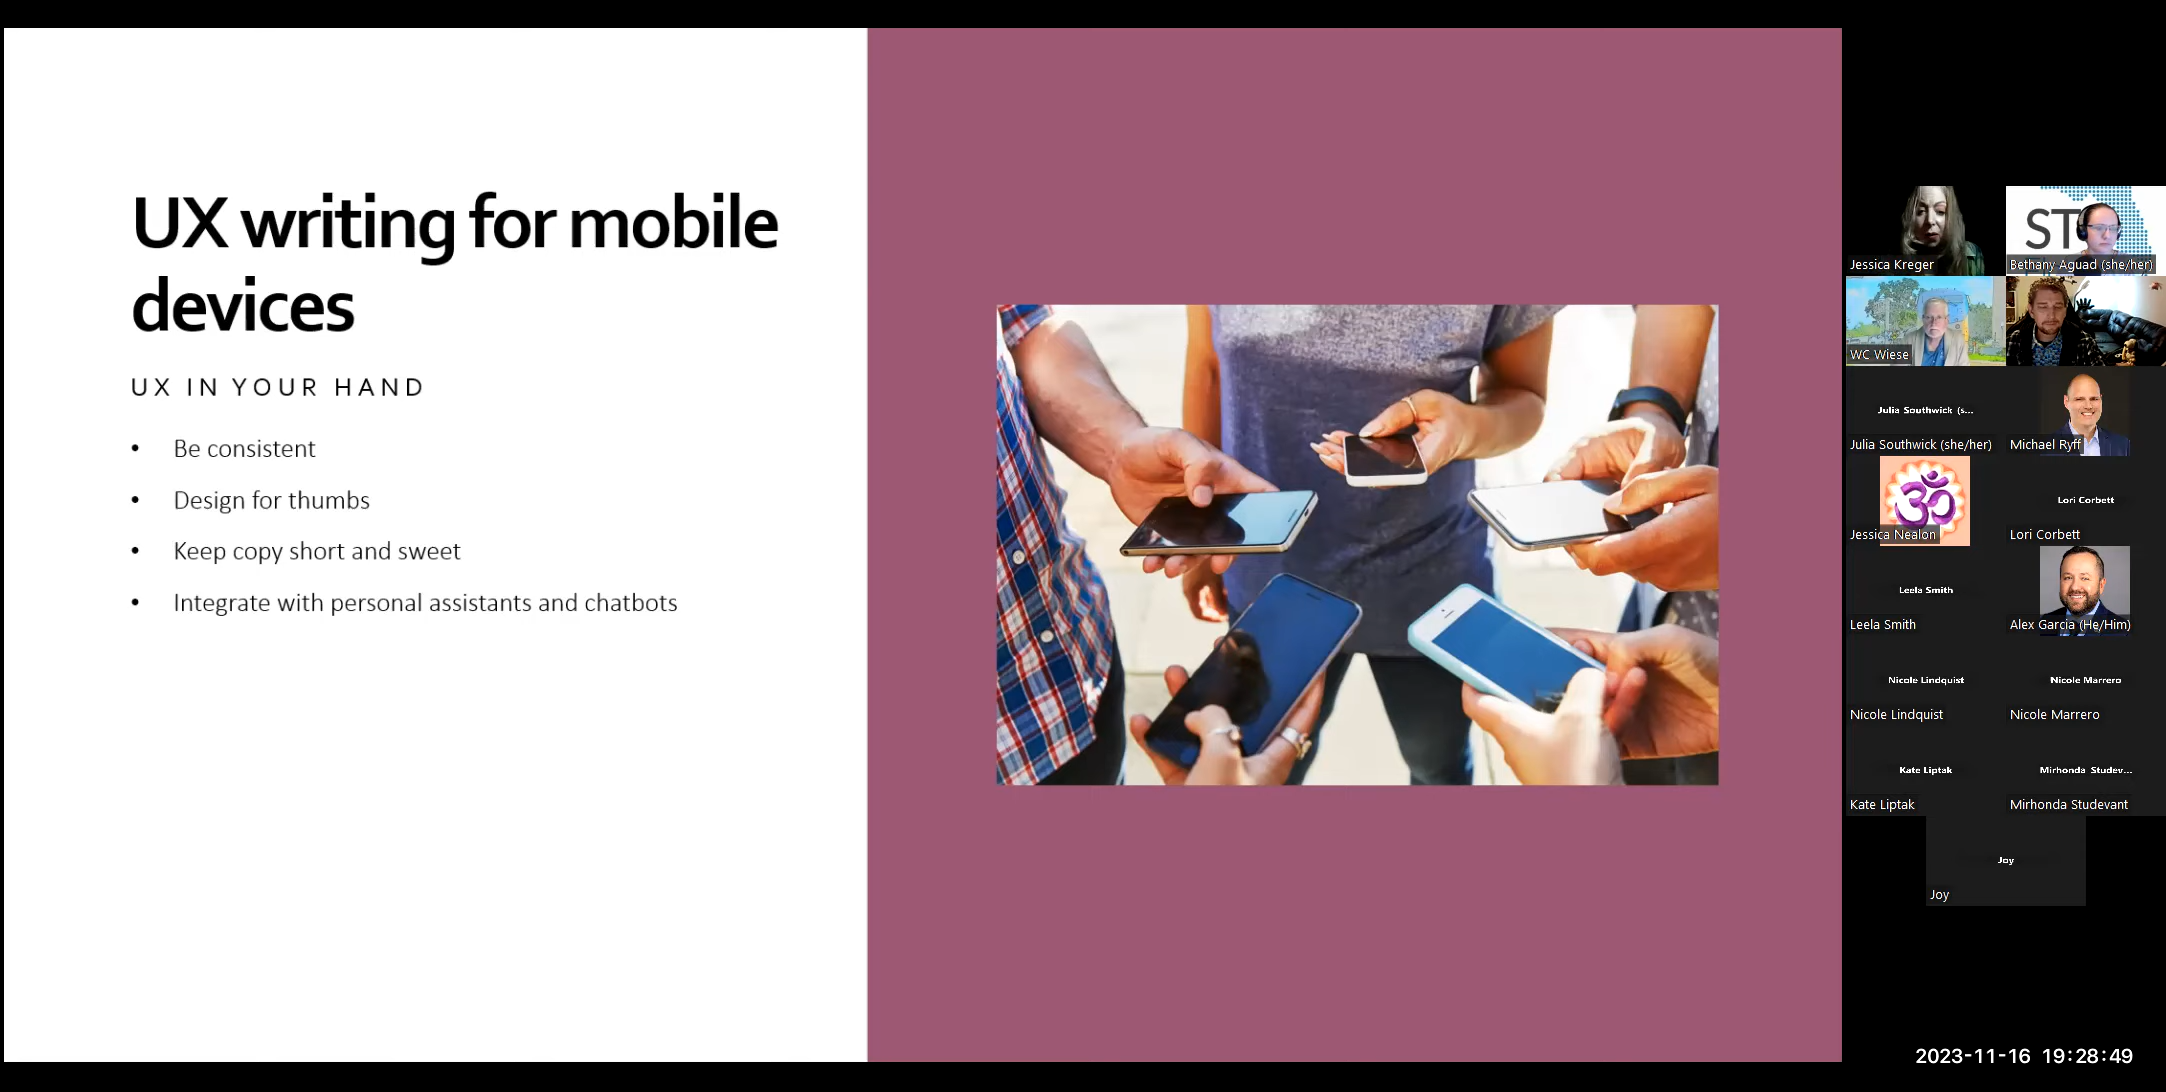 UX writing for mobile
devices
UX IN YOUR HAND
• Be consistent
• Design for thumbs
• Keep copy short and sweet
• Integrate with personal assistants and chatbots
Jessica Kreger
ST
Bethany Aguad (she/her)
WC Wiese
Julia Southwick (s...
Julia Southwick (she/her)
Michael Ryff
ॐ
Jessica Nealon
Lori Corbett
Lori Corbett
Leela Smith
Leela Smith
Alex Garcia (He/Him)
Nicole Lindquist
Nicole Lindquist
Nicole Marrero
Nicole Marrero
Kate Liptak
Kate Liptak
Mirhonda Studev...
Mirhonda Studevant
Joy
Joy
2023-11-16 19:28:49